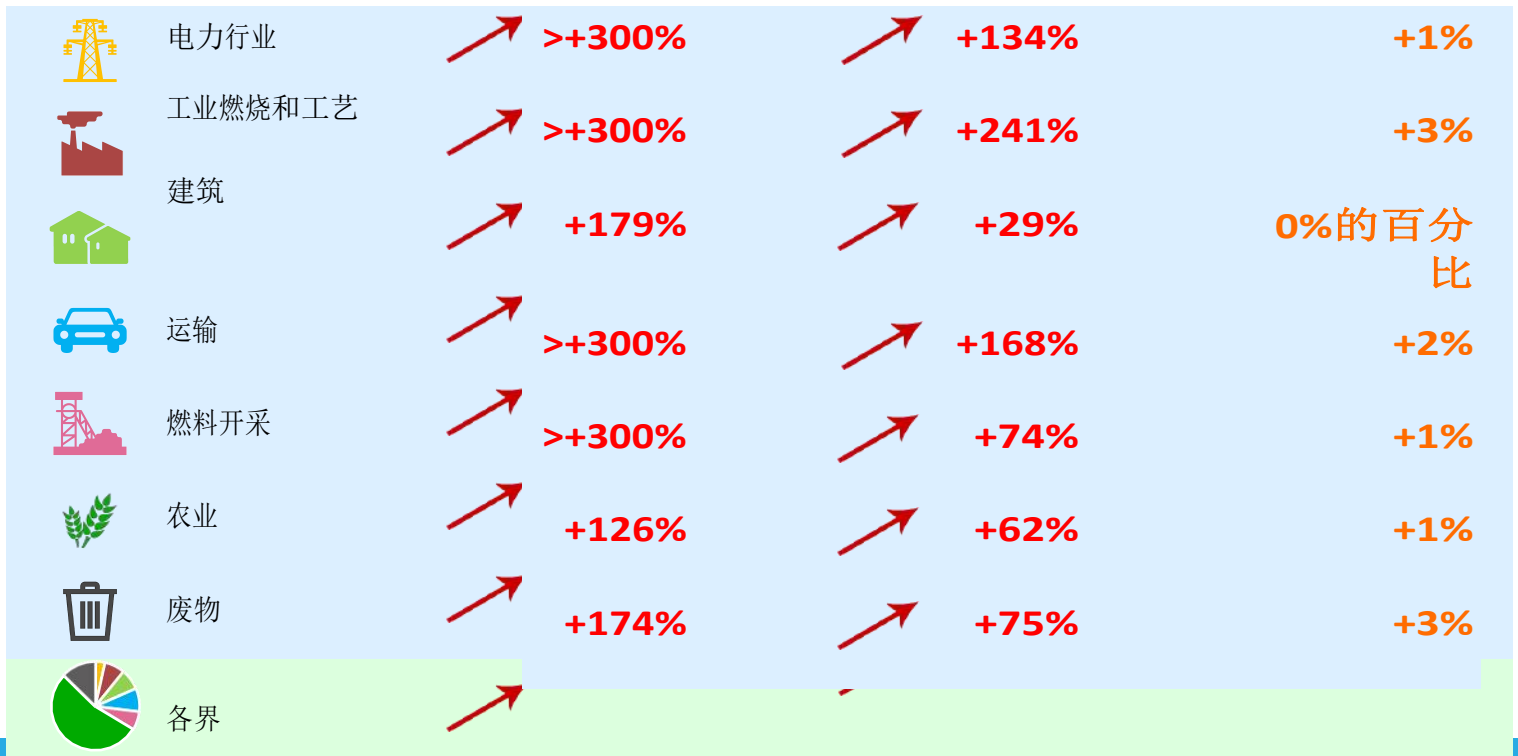 电力行业 >+300% +134% +1%
工业燃烧和工艺 >+300% +241% +3%
建筑 +179% +29% 0%的百分
比
运输 >+300% +168% +2%
燃料开采 >+300% +74% +1%
农业 +126% +62% +1%
废物 +174% +75% +3%
各界